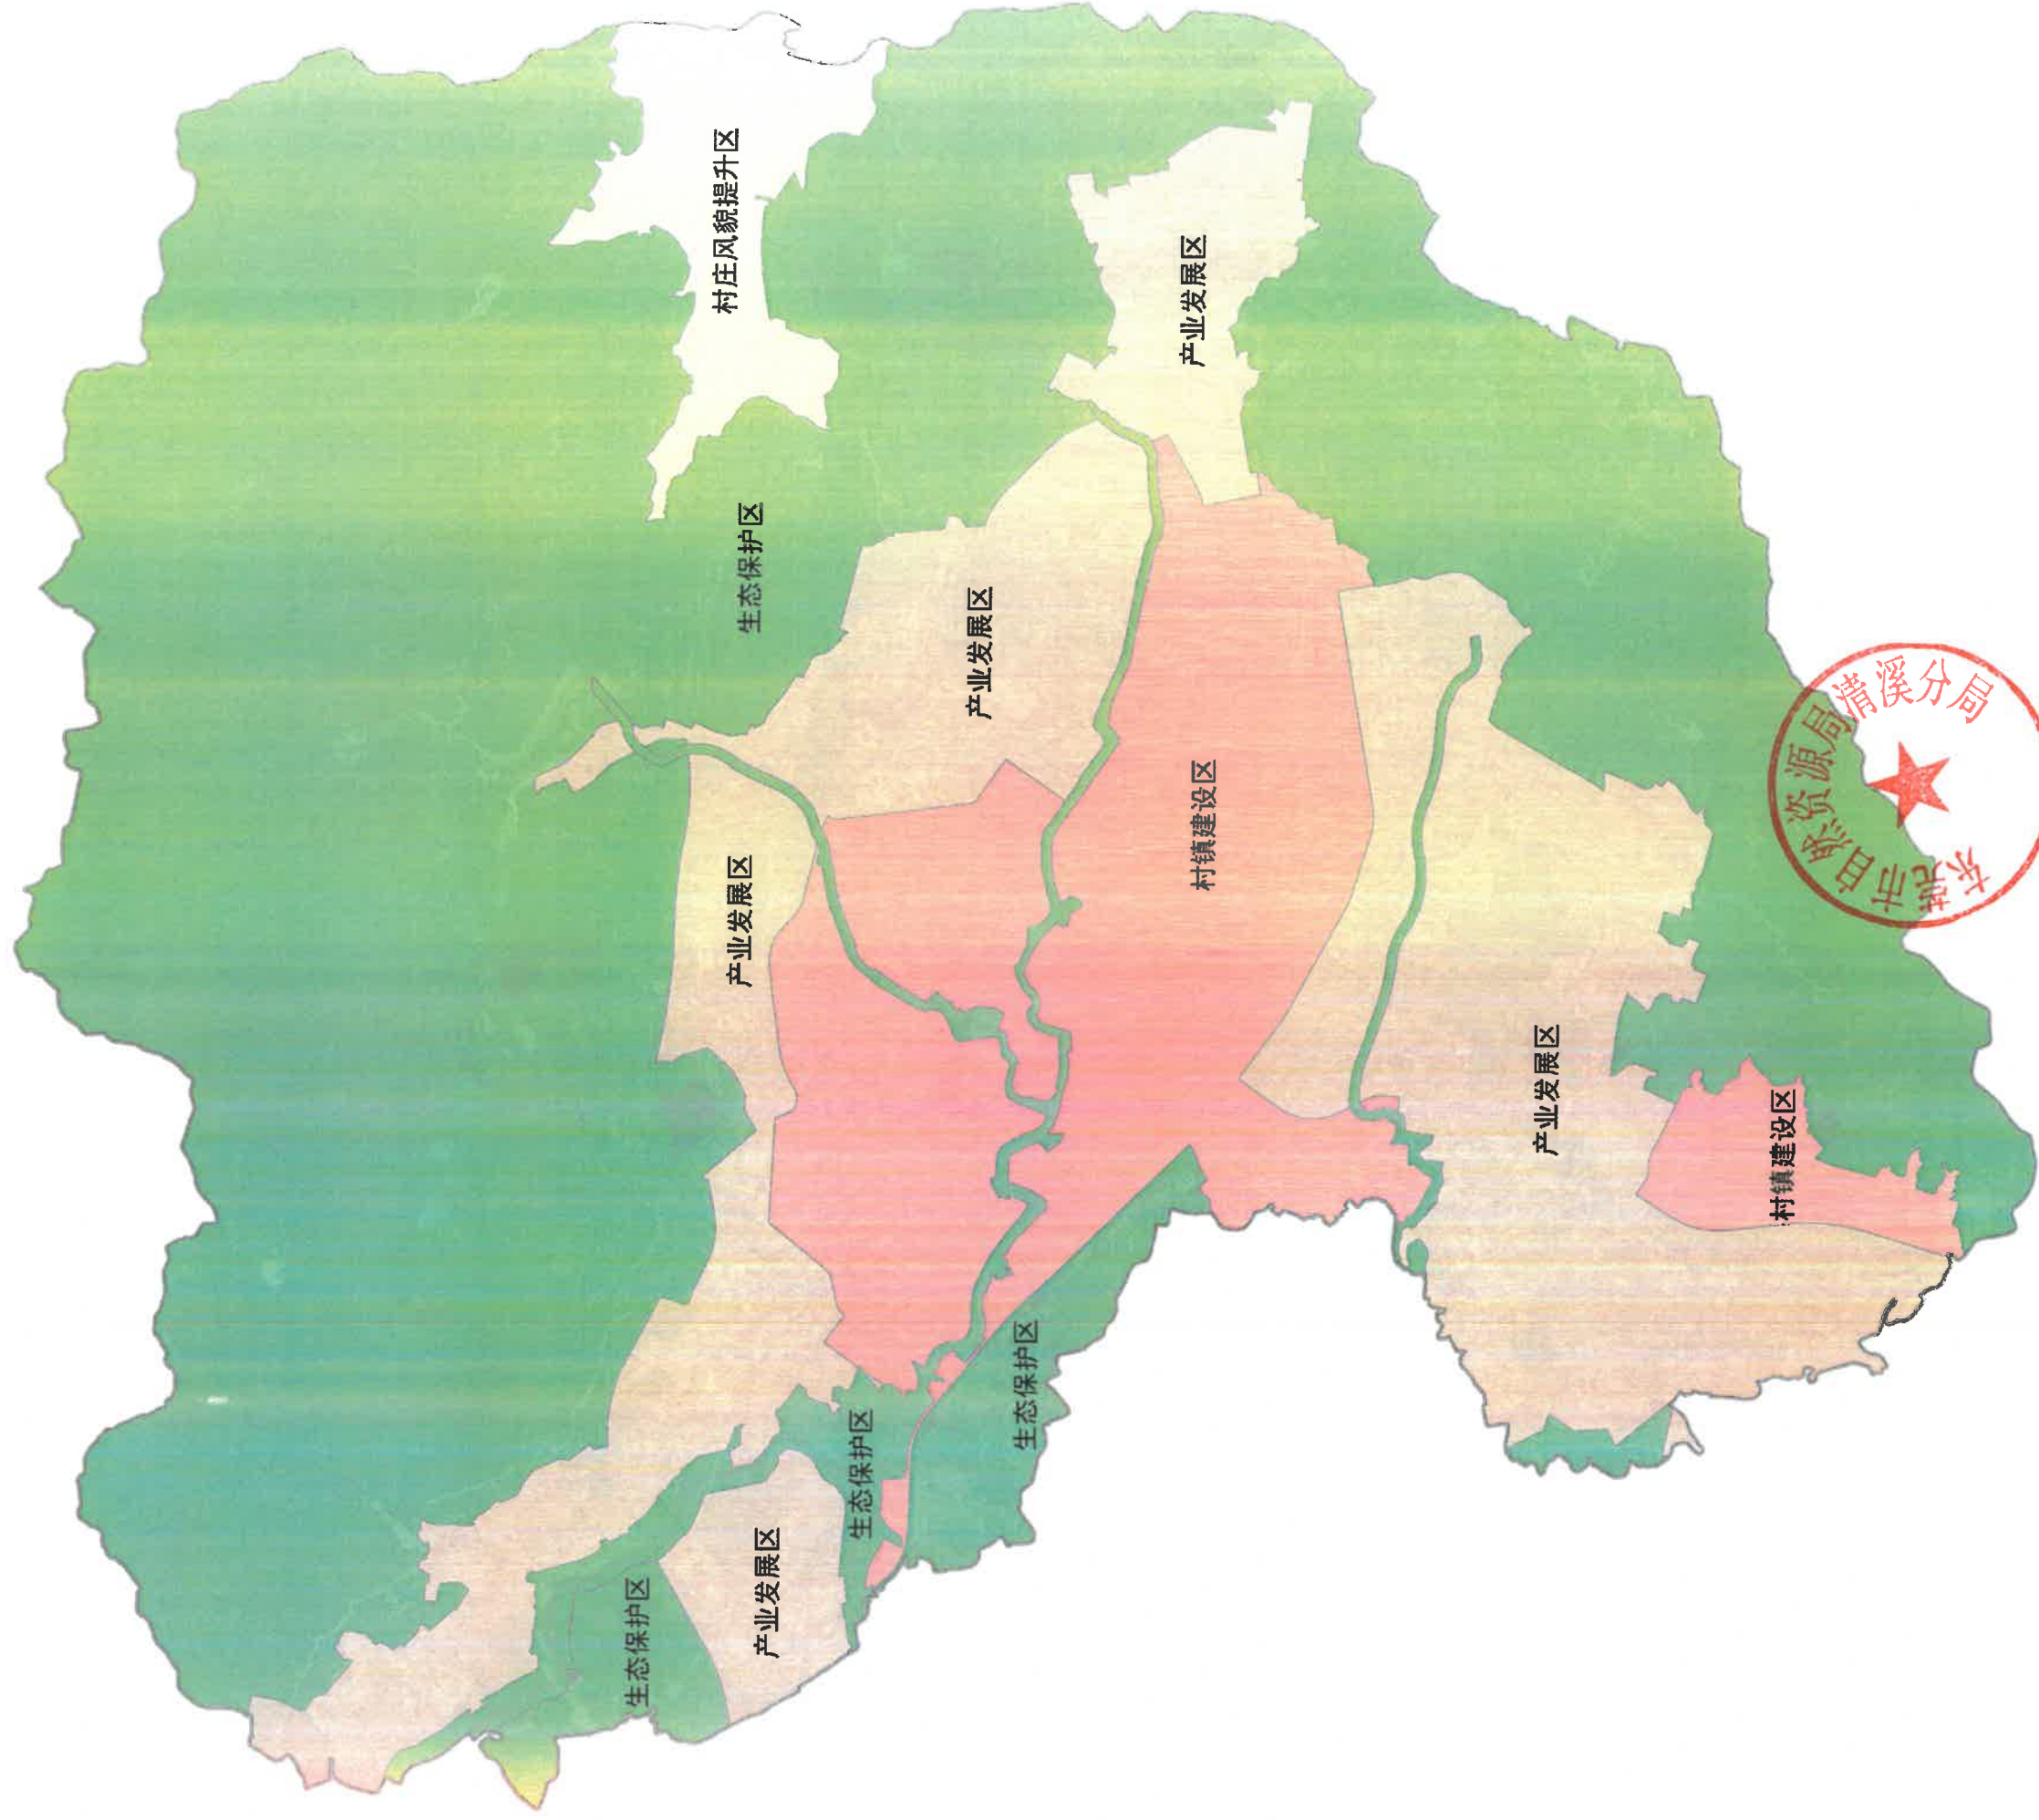 生态保护区
村庄风貌提升区
产业发展区
生态保护区
产业发展区
生态保护区
产业发展区
生态保护区
产业发展区
村镇建设区
产业发展区
村镇建设区
东莞市自然资源局清溪分局